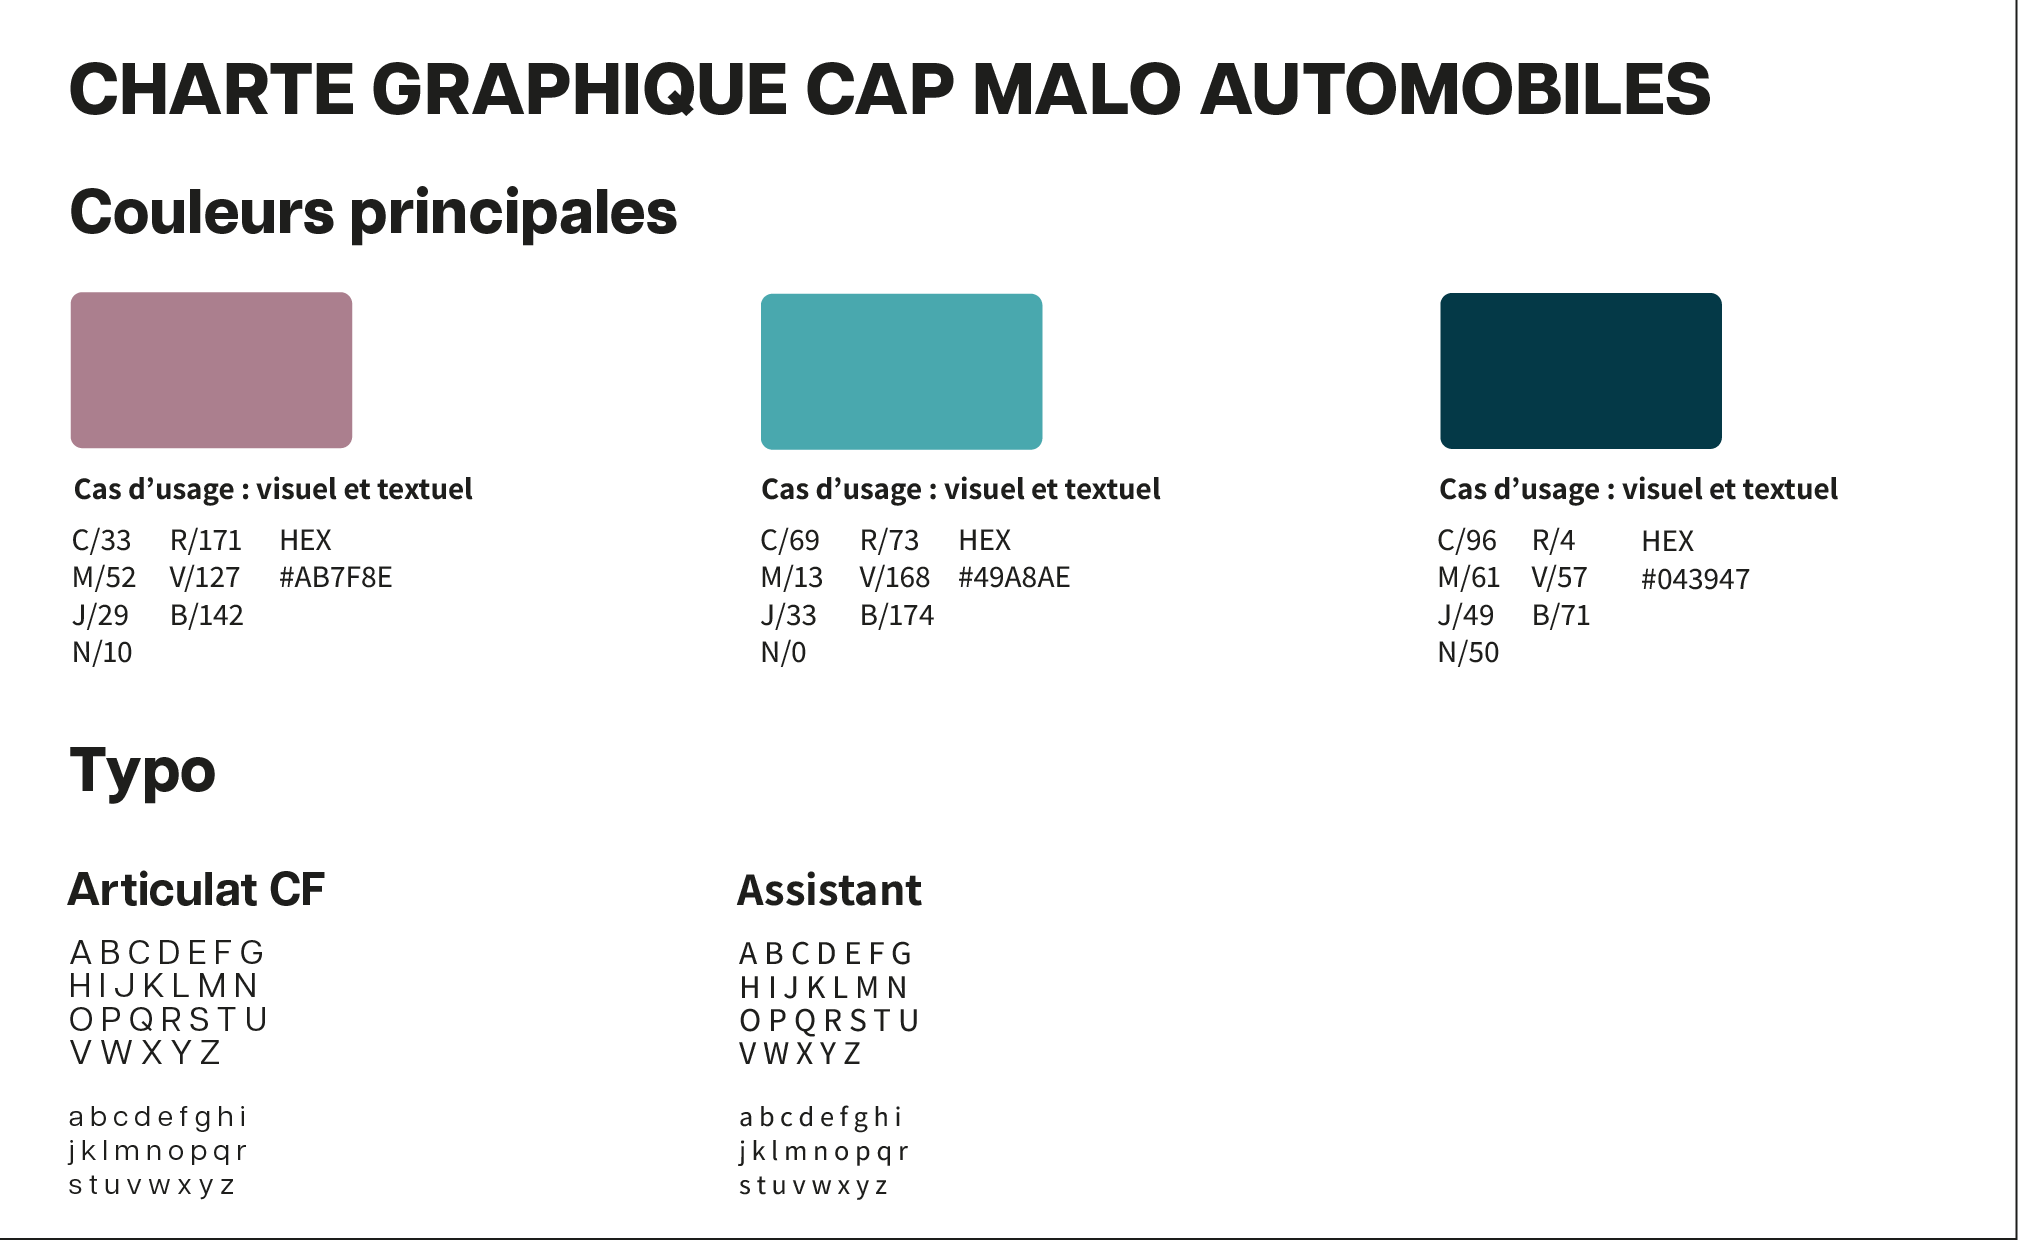 CHARTE GRAPHIQUE CAP MALO AUTOMOBILES
Couleurs principales
Cas d’usage : visuel et textuel
C/33 R/171 HEX
M/52 V/127 #AB7F8E
J/29 B/142
N/10
Cas d’usage : visuel et textuel
C/69 R/73 HEX
M/13 V/168 #49A8AE
J/33 B/174
N/0
Cas d’usage : visuel et textuel
C/96 R/4 HEX
M/61 V/57 #043947
J/49 B/71
N/50
Typo
Articulat CF
A B C D E F G
H I J K L M N
O P Q R S T U
V W X Y Z
a b c d e f g h i
j k l m n o p q r
s t u v w x y z
Assistant
A B C D E F G
H I J K L M N
O P Q R S T U
V W X Y Z
a b c d e f g h i
j k l m n o p q r
s t u v w x y z